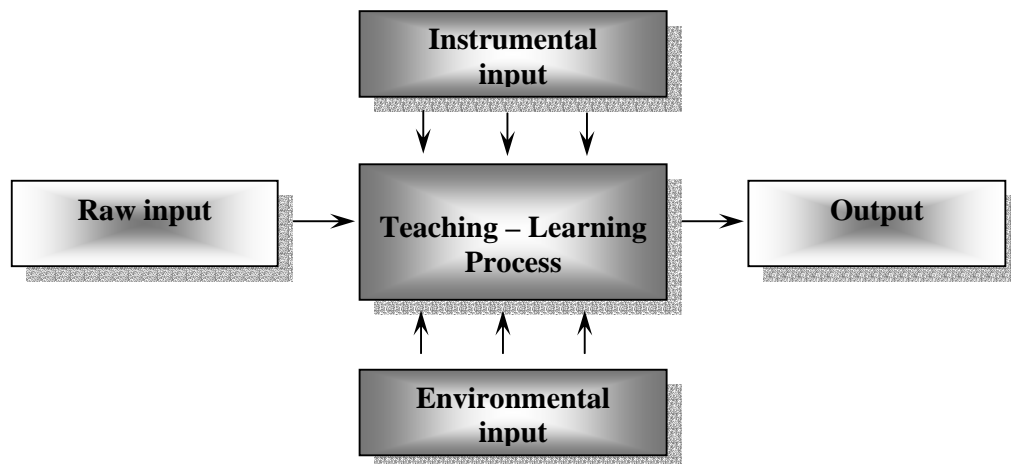 Instrumental
input
Raw input
Teaching – Learning
Process
Output
Environmental
input